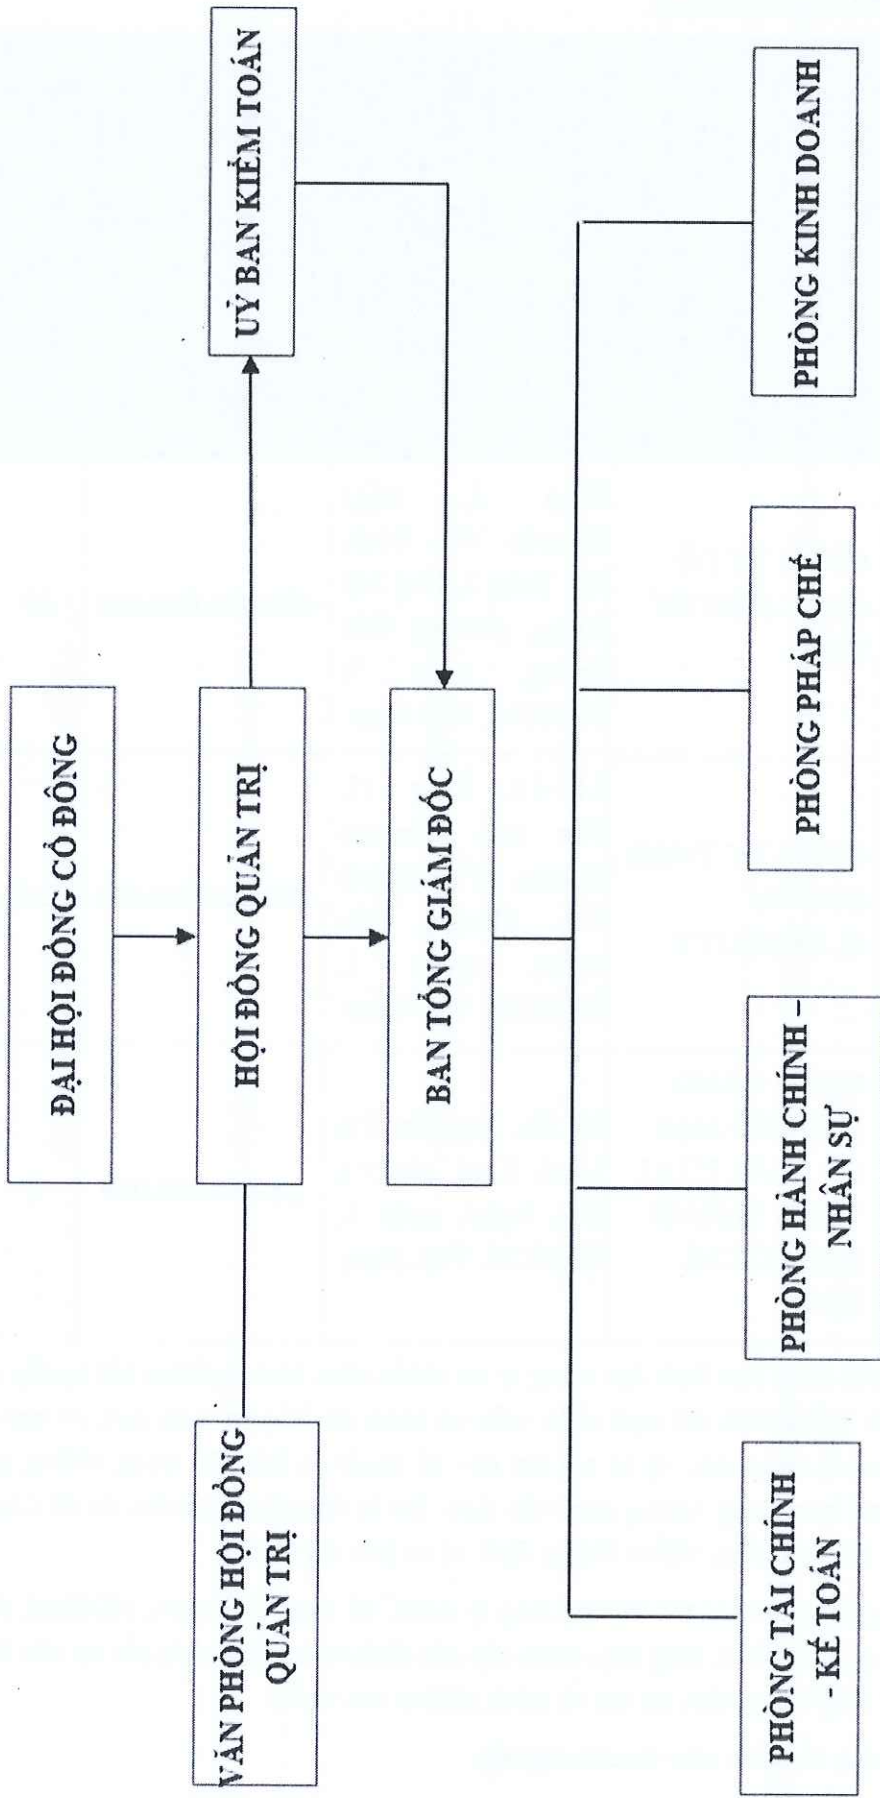 ĐẠI HỘI ĐỒNG CỔ ĐÔNG
VĂN PHÒNG HỘI ĐỒNG
QUẢN TRỊ
HỘI ĐỒNG QUẢN TRỊ
UỶ BAN KIỂM TOÁN
BAN TỔNG GIÁM ĐỐC
PHÒNG TÀI CHÍNH
- KẾ TOÁN
PHÒNG HÀNH CHÍNH –
NHÂN SỰ
PHÒNG PHÁP CHẾ
PHÒNG KINH DOANH